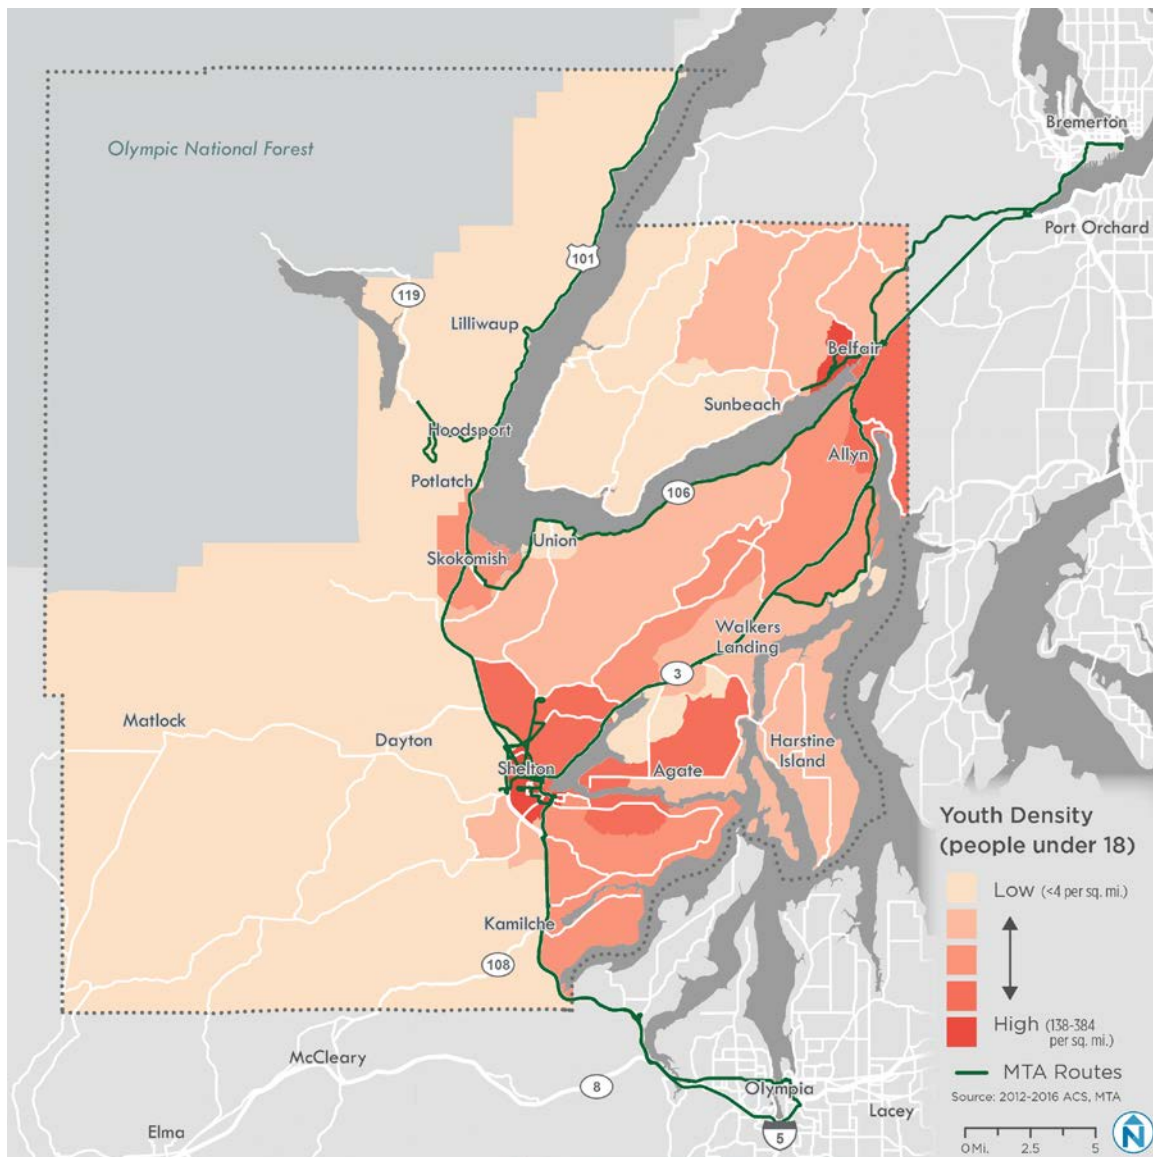 Olympic National Forest
Bremerton
Port Orchard
101
119
Lilliwaup
Belfair
Sunbeach
Hoodsport
Allyn
Potlatch
106
Union
Skokomish
Walkers
Landing
3
Matlock
Dayton
Shelton
Agate
Harstine
Island
Kamilche
108
McCleary
8
Olympia
Lacey
Elma
5
Youth Density
(people under 18)
Low (<4 per sq. mi.)
High (138-384
per sq. mi.)
MTA Routes
Source: 2012-2016 ACS, MTA
0 Mi. 2.5 5
N